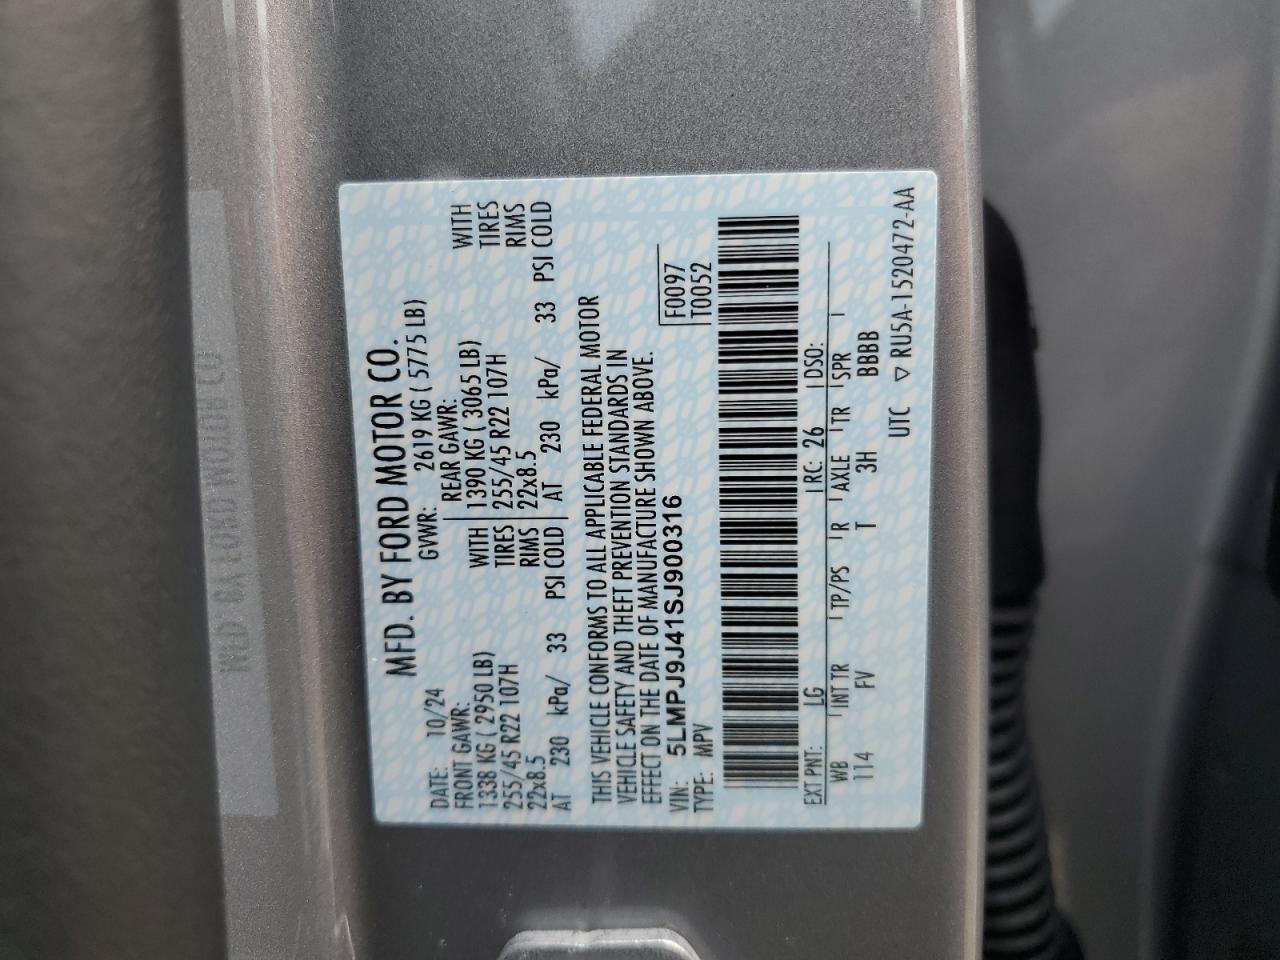 MFD. BY FORD MOTOR CO.
DATE: 10/24 GVWR: 2619 KG ( 5775 LB)
FRONT GAWR: REAR GAWR:
1338 KG ( 2950 LB) WITH 1390 KG ( 3065 LB) WITH
255/45 R22 107H TIRES 255/45 R22 107H TIRES
22x8.5 RIMS 22x8.5 RIMS
AT 230 kPa/ 33 PSI COLD AT 230 kPa/ 33 PSI COLD
THIS VEHICLE CONFORMS TO ALL APPLICABLE FEDERAL MOTOR
VEHICLE SAFETY AND THEFT PREVENTION STANDARDS IN
EFFECT ON THE DATE OF MANUFACTURE SHOWN ABOVE.
VIN: 5LMPJ9J41SJ900316 F0097
TYPE: MPV T0052
EXT PNT: LG RC: 26 DSO:
WB INT TR TP/PS R AXLE TR SPR
114 FV T 3H BBBB
UTC ▽ RU5A-1520472-AA